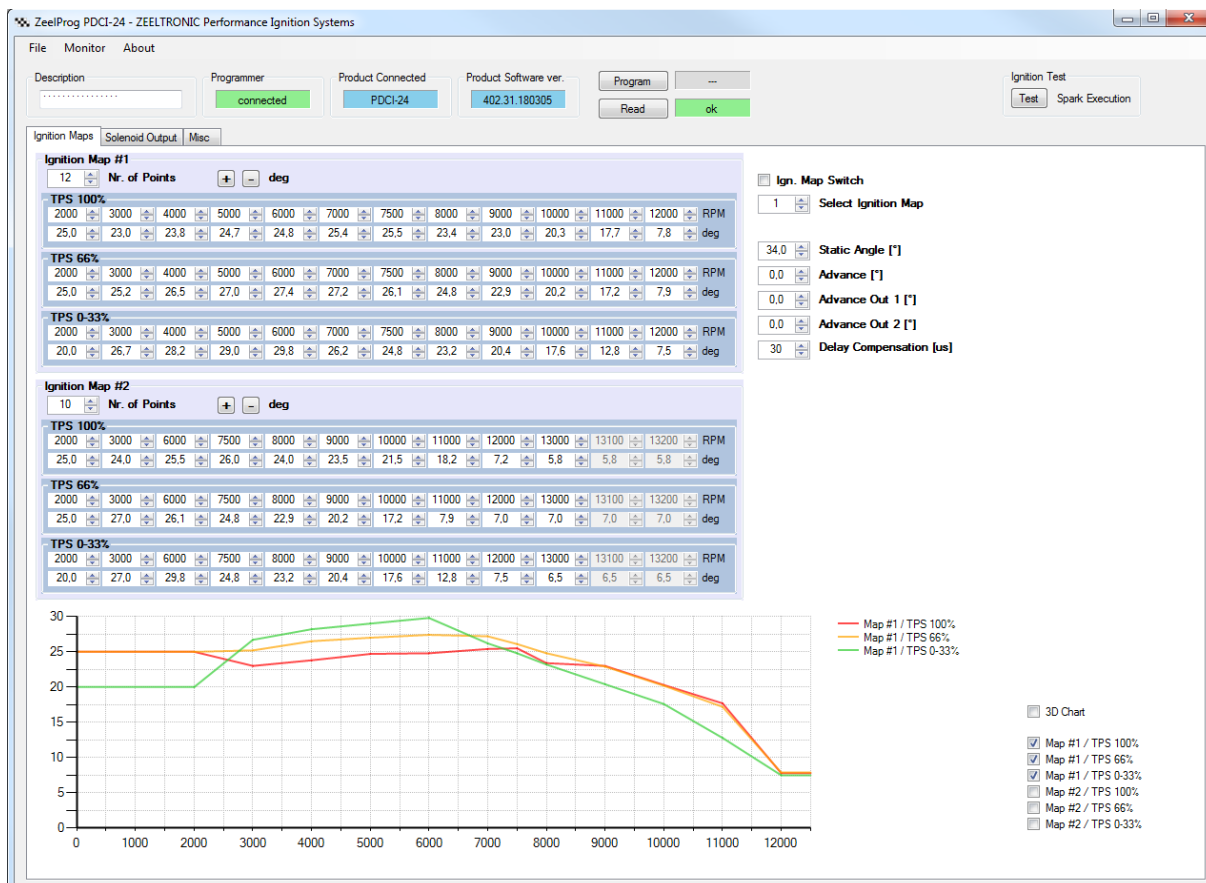 ZeelProg PDCI-24 - ZEELTRONIC Performance Ignition Systems
File Monitor About
Description Programmer Product Connected Product Software ver. Program --- Ignition Test
............... connected PDCI-24 402.31.180305 Read ok Test Spark Execution
Ignition Maps Solenoid Output Misc
Ignition Map #1
12 Nr. of Points + - deg
TPS 100%
2000 3000 4000 5000 6000 7000 7500 8000 9000 10000 11000 12000 RPM
25,0 23,0 23,8 24,7 24,8 25,4 25,5 23,4 23,0 20,3 17,7 7,8 deg
TPS 66%
2000 3000 4000 5000 6000 7000 7500 8000 9000 10000 11000 12000 RPM
25,0 25,2 26,5 27,0 27,4 27,2 26,1 24,8 22,9 20,2 17,2 7,9 deg
TPS 0-33%
2000 3000 4000 5000 6000 7000 7500 8000 9000 10000 11000 12000 RPM
20,0 26,7 28,2 29,0 29,8 26,2 24,8 23,2 20,4 17,6 12,8 7,5 deg
Ign. Map Switch
1 Select Ignition Map
34,0 Static Angle [°]
0,0 Advance [°]
0,0 Advance Out 1 [°]
0,0 Advance Out 2 [°]
30 Delay Compensation [us]
Ignition Map #2
10 Nr. of Points + - deg
TPS 100%
2000 3000 6000 7500 8000 9000 10000 11000 12000 13000 13100 13200 RPM
25,0 24,0 25,5 26,0 24,0 23,5 21,5 18,2 7,2 5,8 5,8 5,8 deg
TPS 66%
2000 3000 6000 7500 8000 9000 10000 11000 12000 13000 13100 13200 RPM
25,0 27,0 26,1 24,8 22,9 20,2 17,2 7,9 7,0 7,0 7,0 7,0 deg
TPS 0-33%
2000 3000 6000 7500 8000 9000 10000 11000 12000 13000 13100 13200 RPM
20,0 27,0 29,8 24,8 23,2 20,4 17,6 12,8 7,5 6,5 6,5 6,5 deg
30
25
20
15
10
5
0
0 1000 2000 3000 4000 5000 6000 7000 8000 9000 10000 11000 12000
Map #1 / TPS 100%
Map #1 / TPS 66%
Map #1 / TPS 0-33%
3D Chart
Map #1 / TPS 100%
Map #1 / TPS 66%
Map #1 / TPS 0-33%
Map #2 / TPS 100%
Map #2 / TPS 66%
Map #2 / TPS 0-33%